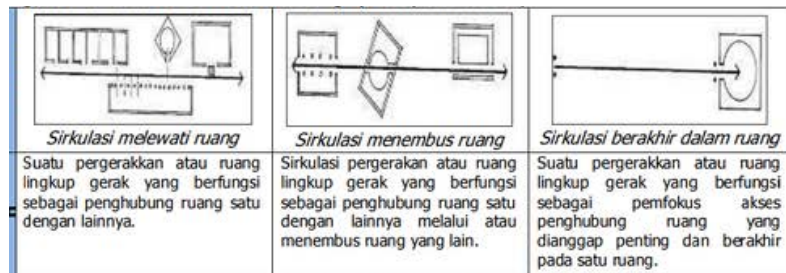 Sirkulasi melewati ruang
Sirkulasi menembus ruang
Sirkulasi berakhir dalam ruang
Suatu pergerakkan atau ruang
lingkup gerak yang berfungsi
sebagai penghubung ruang satu
dengan lainnya.
Sirkulasi pergerakan atau ruang
lingkup gerak yang berfungsi
sebagai penghubung ruang satu
dengan lainnya melalui atau
menembus ruang yang lain.
Suatu pergerakkan atau ruang
lingkup gerak yang berfungsi
sebagai pemfokus akses
penghubung ruang yang
dianggap penting dan berakhir
pada satu ruang.